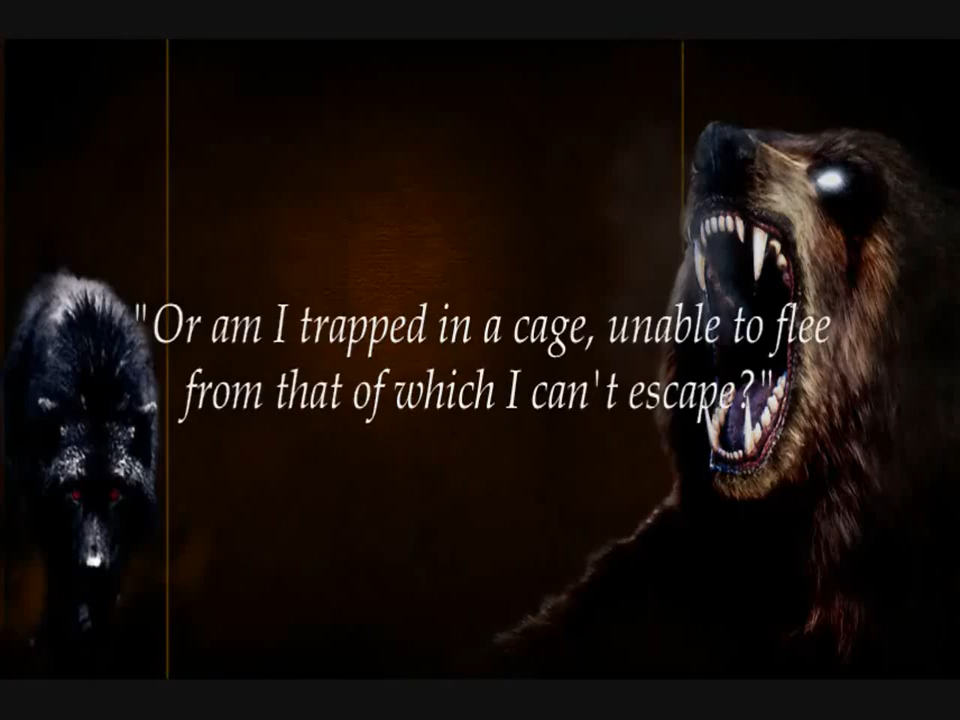 "Or am I trapped in a cage, unable to flee
from that of which I can't escape?"